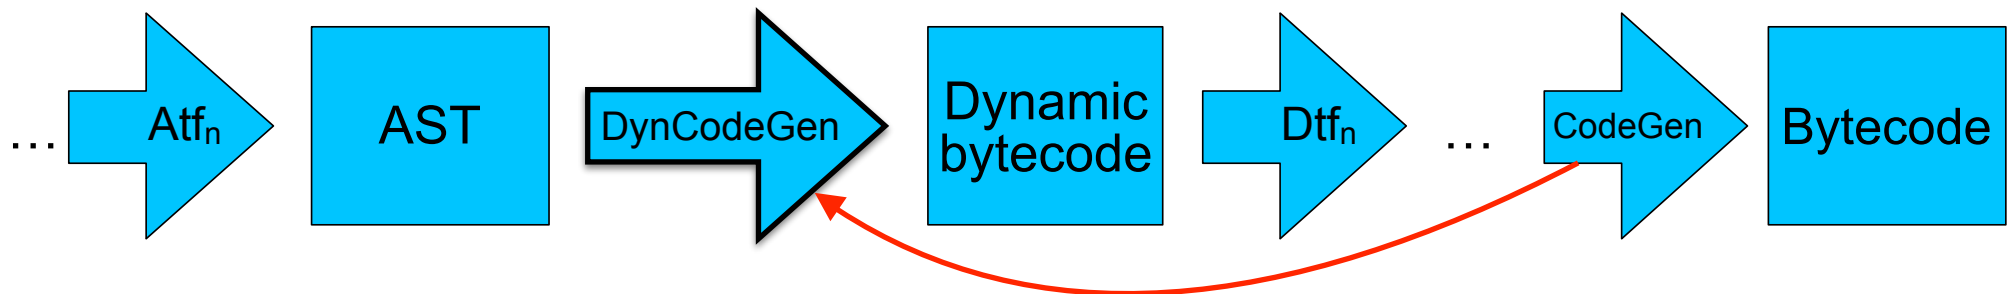 ...
Atfn
AST
DynCodeGen
Dynamic
bytecode
Dtfn
...
CodeGen
Bytecode